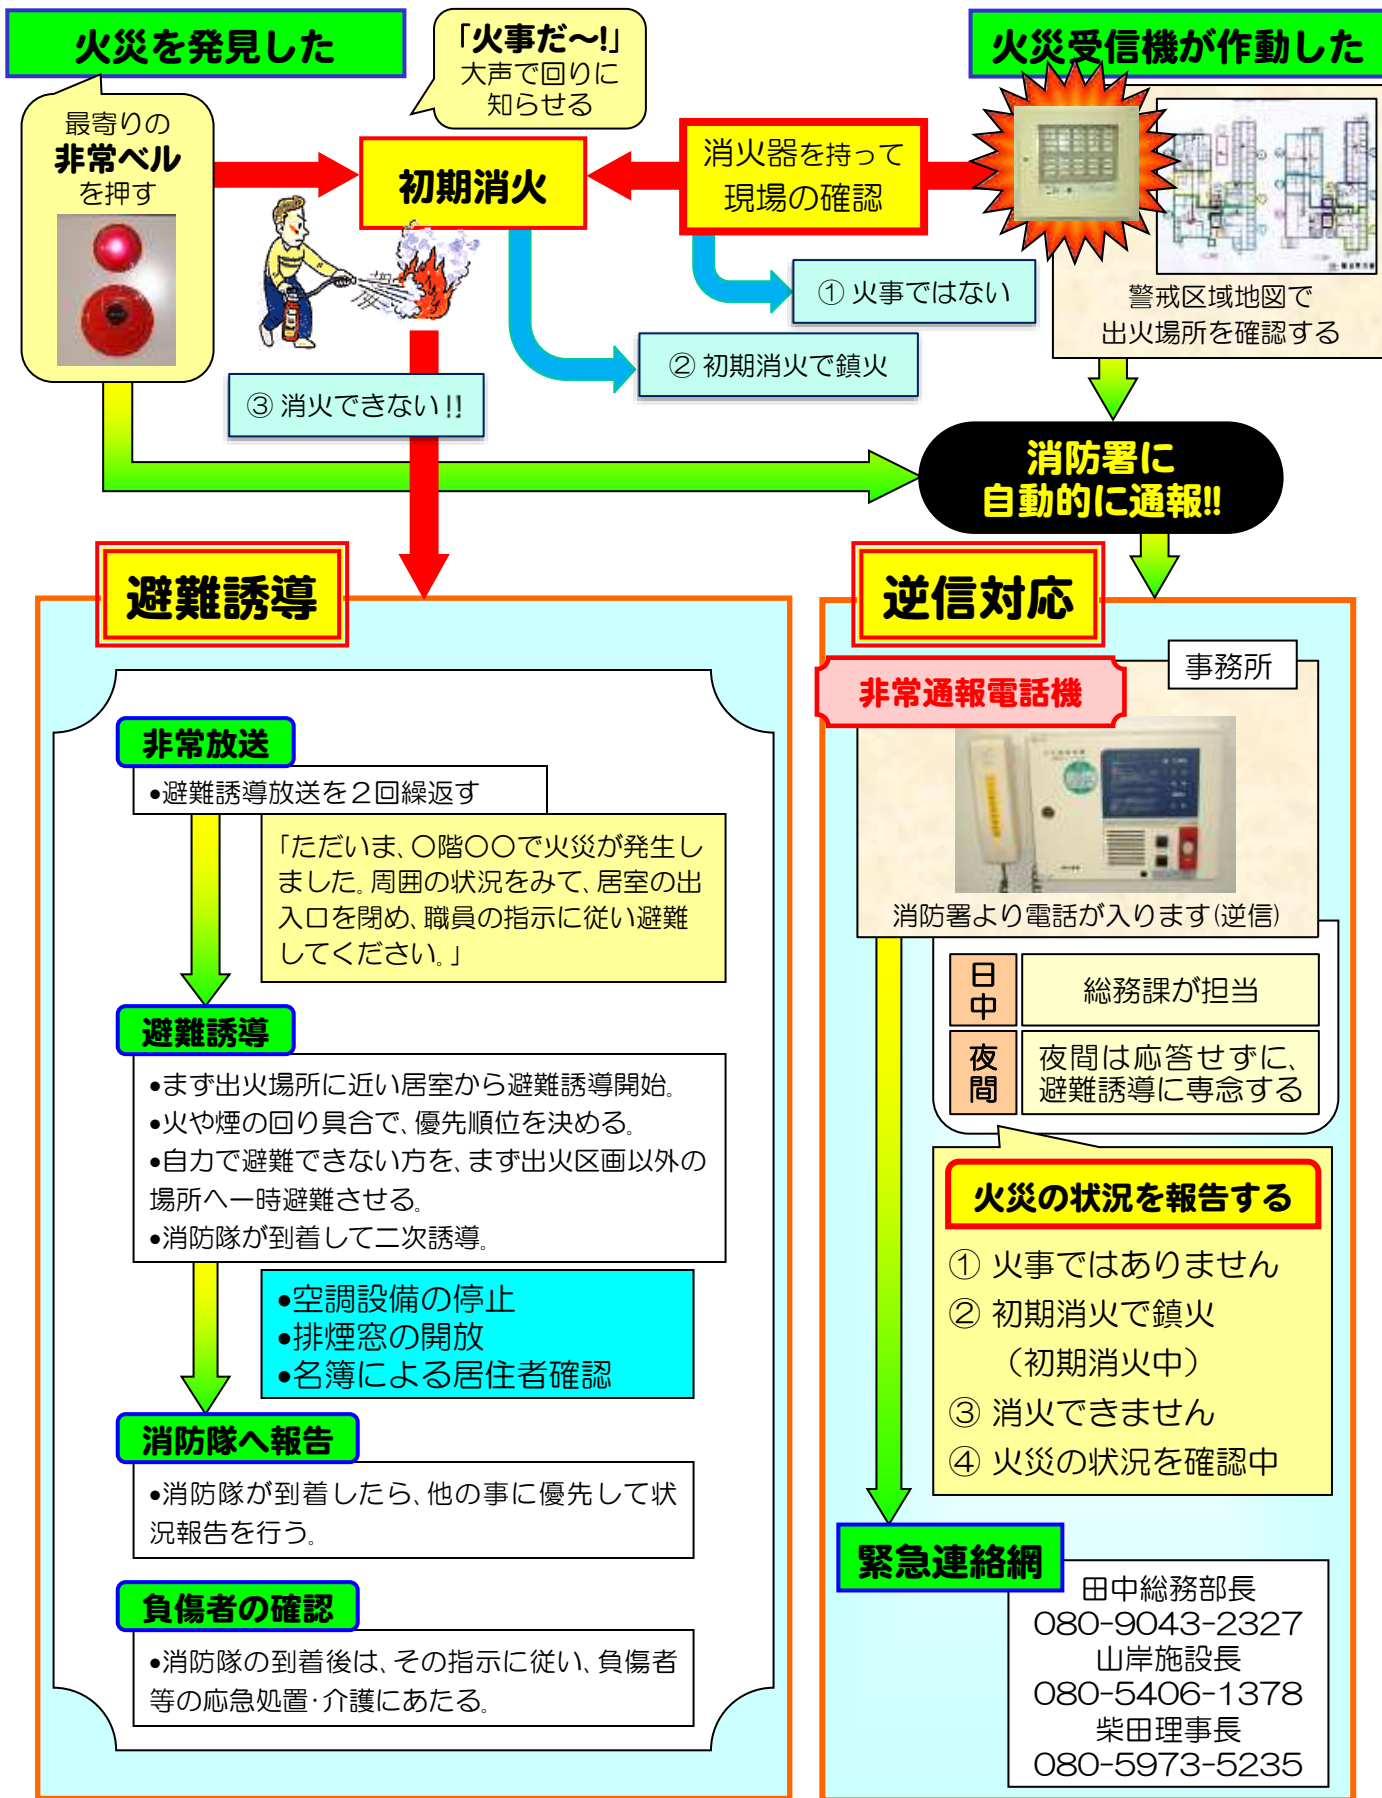 火災を発見した
「火事だ～!」
大声で回りに
知らせる
火災受信機が作動した
最寄りの
非常ベル
を押す
初期消火
消火器を持って
現場の確認
① 火事ではない
② 初期消火で鎮火
③ 消火できない !!
警戒区域地図で
出火場所を確認する
消防署に
自動的に通報!!
避難誘導
非常放送
•避難誘導放送を２回繰返す
「ただいま、〇階〇〇で火災が発生し
ました。周囲の状況をみて、居室の出
入口を閉め、職員の指示に従い避難
してください。」
避難誘導
•まず出火場所に近い居室から避難誘導開始。
•火や煙の回り具合で、優先順位を決める。
•自力で避難できない方を、まず出火区画以外の
場所へ一時避難させる。
•消防隊が到着して二次誘導。
•空調設備の停止
•排煙窓の開放
•名簿による居住者確認
消防隊へ報告
•消防隊が到着したら、他の事に優先して状
況報告を行う。
負傷者の確認
•消防隊の到着後は、その指示に従い、負傷者
等の応急処置・介護にあたる。
逆信対応
事務所
非常通報電話機
消防署より電話が入ります(逆信)
日中
総務課が担当
夜間
夜間は応答せずに、
避難誘導に専念する
火災の状況を報告する
① 火事ではありません
② 初期消火で鎮火
（初期消火中）
③ 消火できません
④ 火災の状況を確認中
緊急連絡網
田中総務部長
080-9043-2327
山岸施設長
080-5406-1378
柴田理事長
080-5973-5235